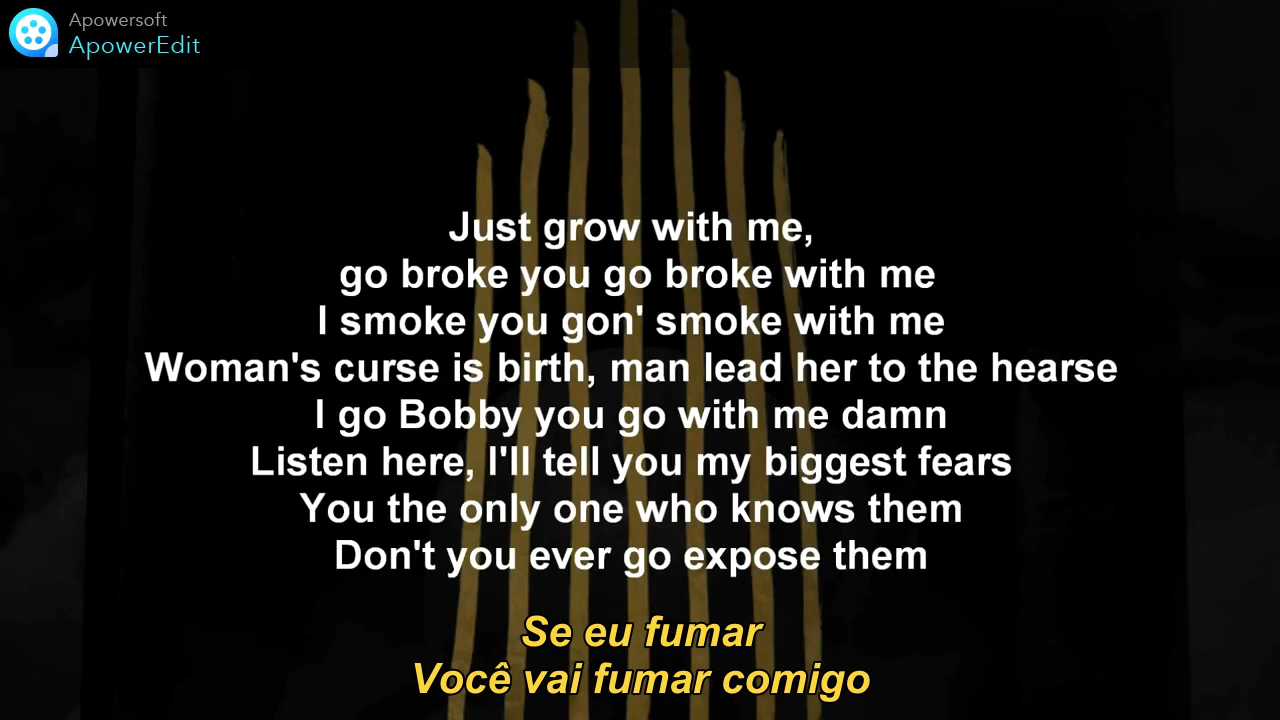 Apowersoft
ApowerEdit
Just grow with me,
go broke you go broke with me
I smoke you gon' smoke with me
Woman's curse is birth, man lead her to the hearse
I go Bobby you go with me damn
Listen here, I'll tell you my biggest fears
You the only one who knows them
Don't you ever go expose them
Se eu fumar
Você vai fumar comigo